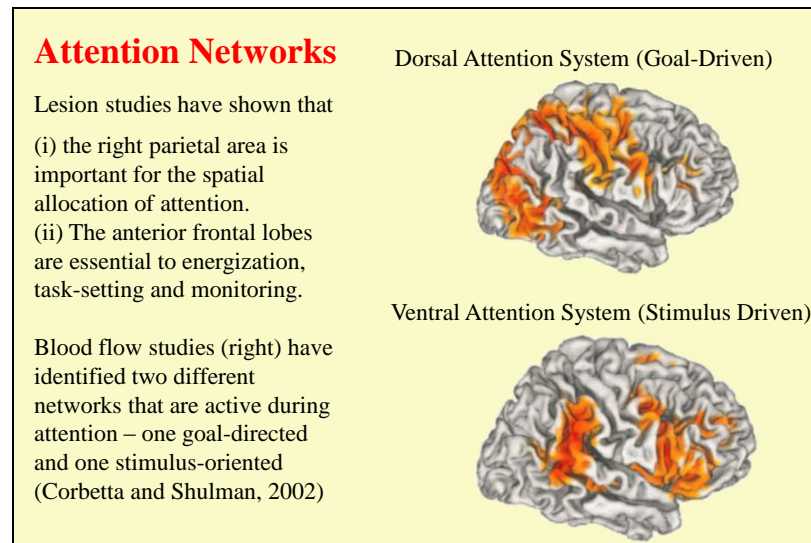 Attention Networks
Lesion studies have shown that
(i) the right parietal area is
important for the spatial
allocation of attention.
(ii) The anterior frontal lobes
are essential to energization,
task-setting and monitoring.
Blood flow studies (right) have
identified two different
networks that are active during
attention – one goal-directed
and one stimulus-oriented
(Corbetta and Shulman, 2002)
Dorsal Attention System (Goal-Driven)
Ventral Attention System (Stimulus Driven)